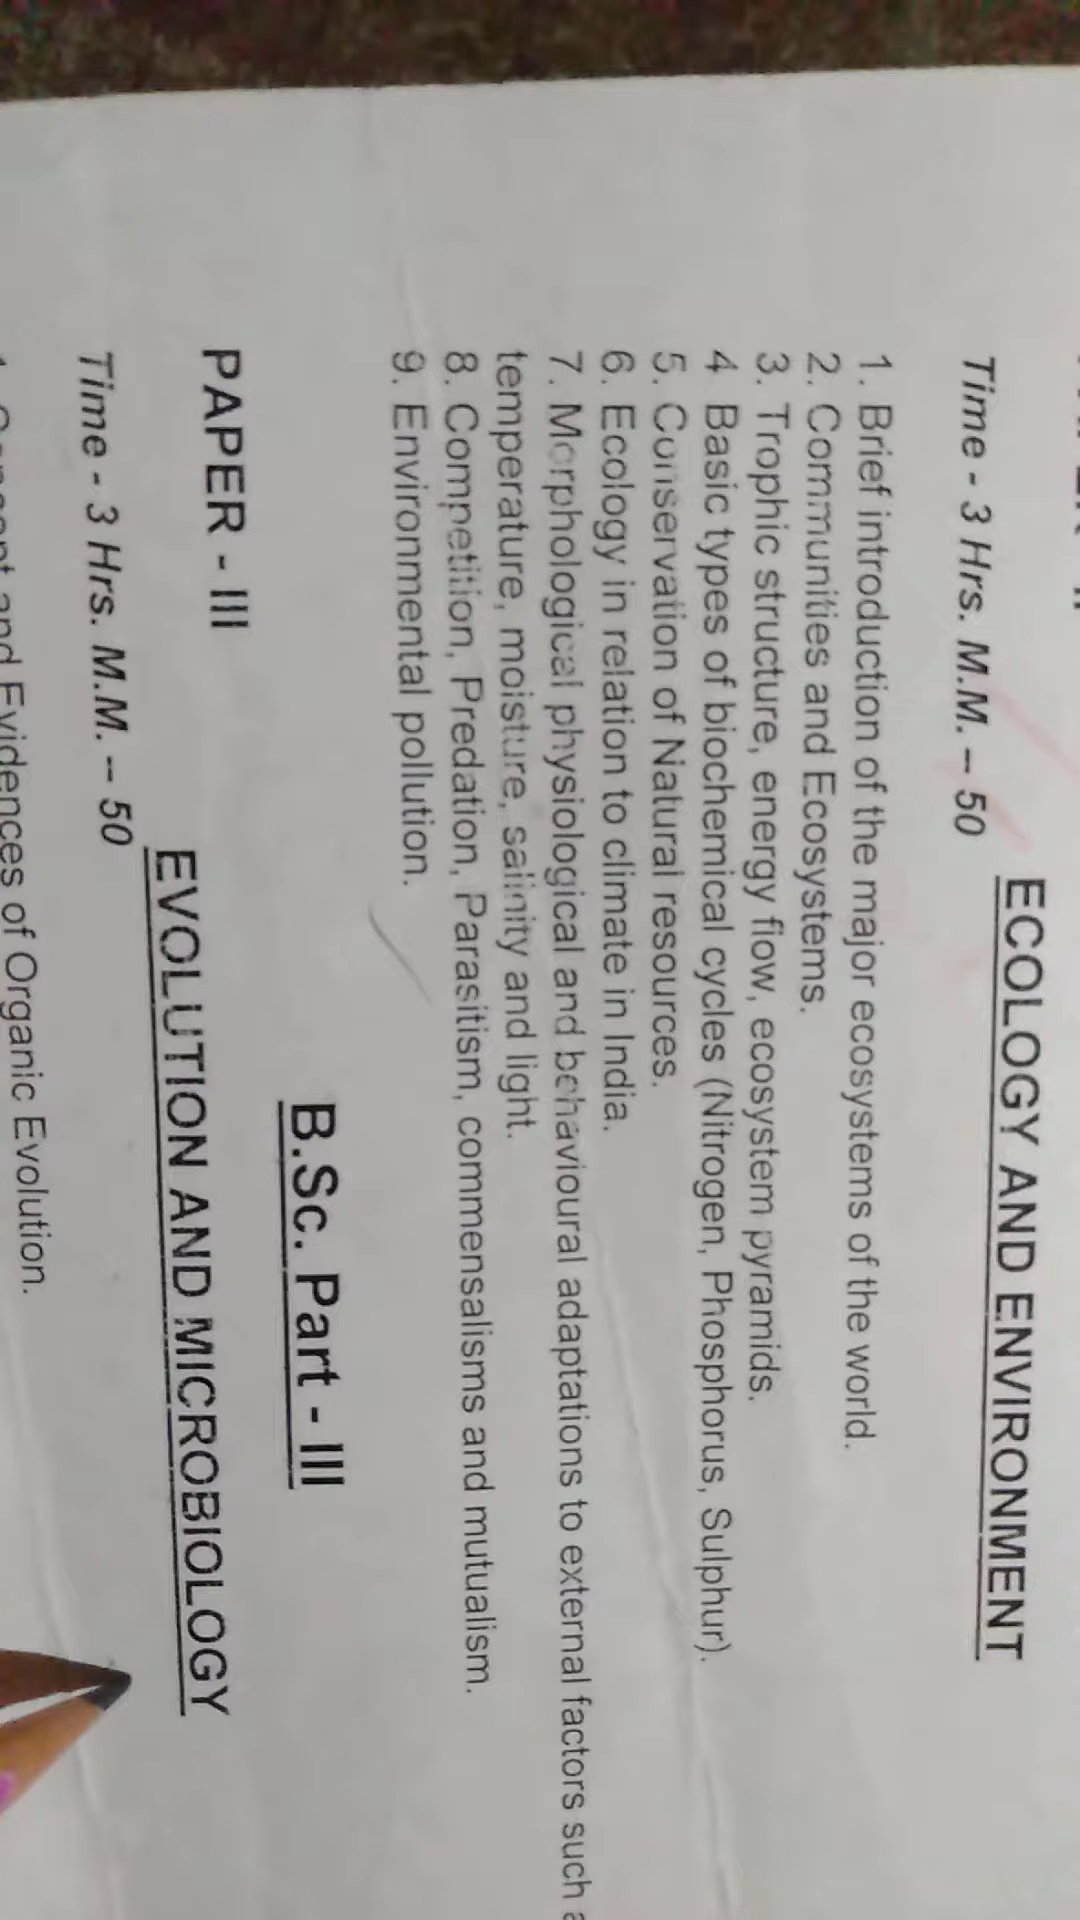 ECOLOGY AND ENVIRONMENT
Time - 3 Hrs. M.M. -- 50
1. Brief introduction of the major ecosystems of the world.
2. Communities and Ecosystems.
3. Trophic structure, energy flow, ecosystem pyramids.
4 Basic types of biochemical cycles (Nitrogen, Phosphorus, Sulphur).
5. Conservation of Natural resources.
6. Ecology in relation to climate in India.
7. Morphological physiological and behavioural adaptations to external factors such
temperature, moisture, salinity and light.
8. Competition, Predation, Parasitism, commensalisms and mutualism.
9. Environmental pollution.
B.Sc. Part - III
PAPER - III
EVOLUTION AND MICROBIOLOGY
Time - 3 Hrs. M.M. -- 50
and Evidences of Organic Evolution.